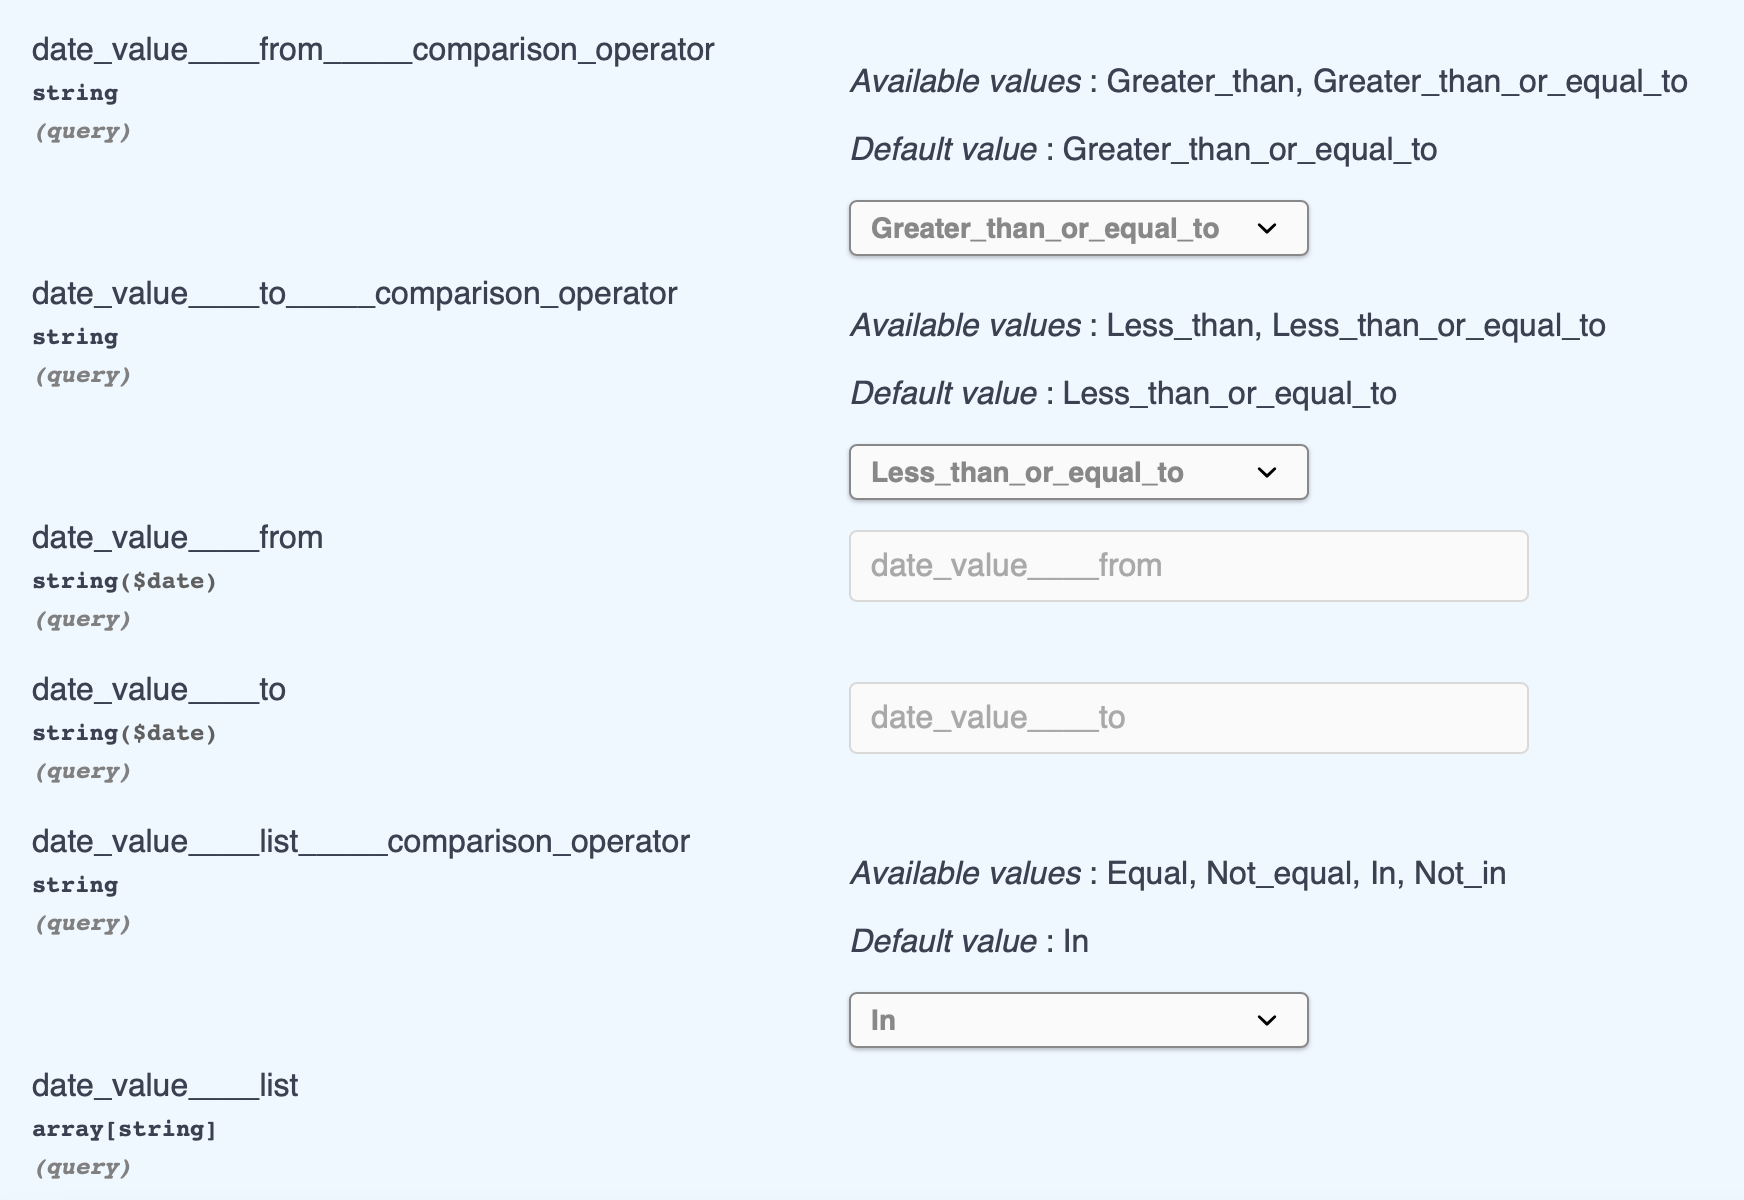 date_value____from_____comparison_operator
string
(query)
Available values : Greater_than, Greater_than_or_equal_to
Default value : Greater_than_or_equal_to
Greater_than_or_equal_to
date_value____to_____comparison_operator
string
(query)
Available values : Less_than, Less_than_or_equal_to
Default value : Less_than_or_equal_to
Less_than_or_equal_to
date_value____from
string($date)
(query)
date_value____from
date_value____to
string($date)
(query)
date_value____to
date_value____list_____comparison_operator
string
(query)
Available values : Equal, Not_equal, In, Not_in
Default value : In
In
date_value____list
array[string]
(query)